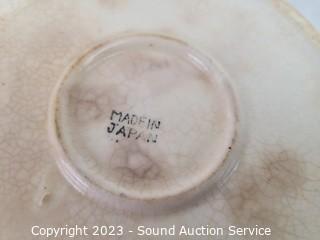 MADE IN
JAPAN
Copyright 2023 - Sound Auction Service